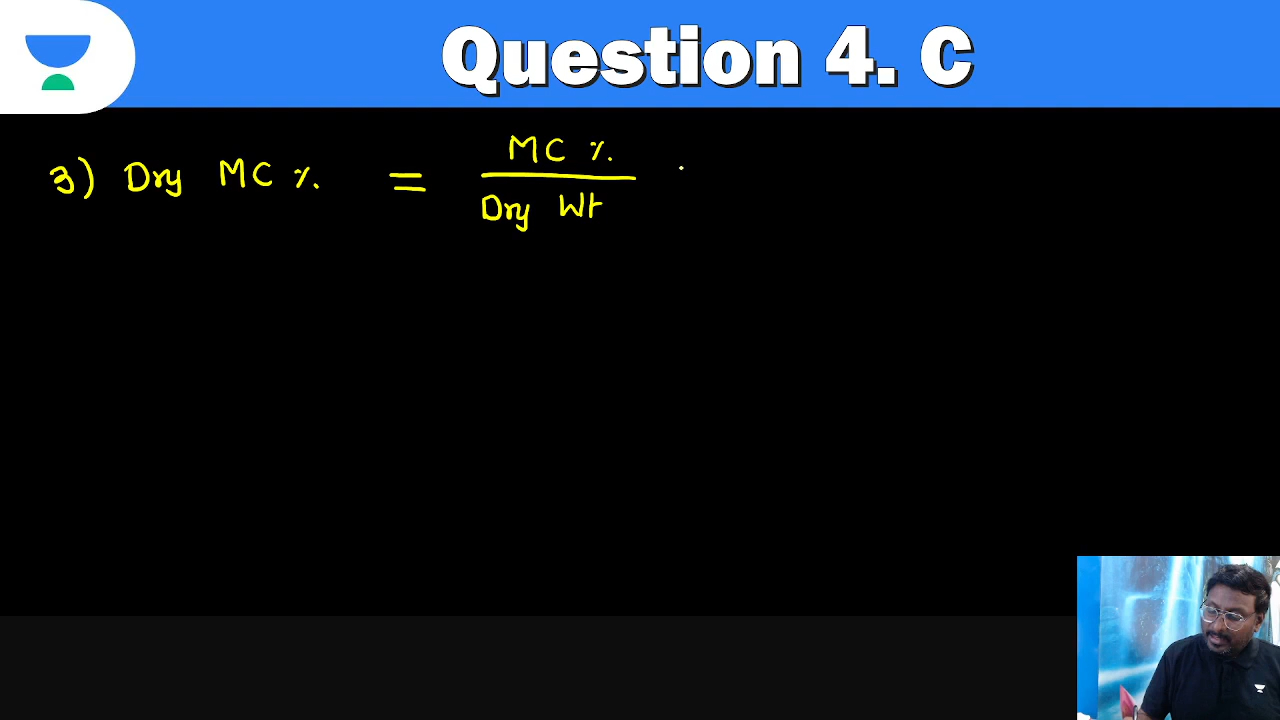 Question 4. C
3) Dry MC % = MC %
Dry Wt